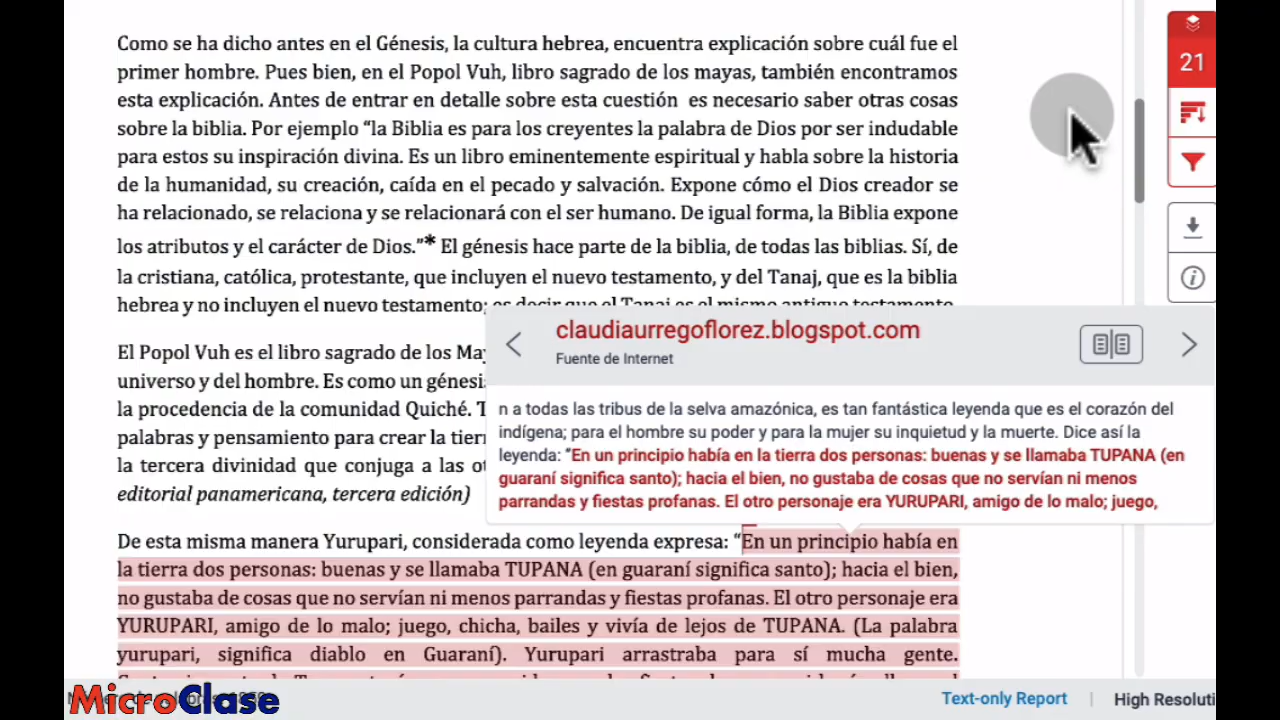 Como se ha dicho antes en el Génesis, la cultura hebrea, encuentra explicación sobre cuál fue el
primer hombre. Pues bien, en el Popol Vuh, libro sagrado de los mayas, también encontramos
esta explicación. Antes de entrar en detalle sobre esta cuestión es necesario saber otras cosas
sobre la biblia. Por ejemplo “la Biblia es para los creyentes la palabra de Dios por ser indudable
para estos su inspiración divina. Es un libro eminentemente espiritual y habla sobre la historia
de la humanidad, su creación, caída en el pecado y salvación. Expone cómo el Dios creador se
ha relacionado, se relaciona y se relacionará con el ser humano. De igual forma, la Biblia expone
los atributos y el carácter de Dios.”* El génesis hace parte de la biblia, de todas las biblias. Sí, de
la cristiana, católica, protestante, que incluyen el nuevo testamento, y del Tanaj, que es la biblia
hebrea y no incluyen el nuevo testamento; es decir que el Tanaj es el mismo antiguo testamento.
El Popol Vuh es el libro sagrado de los
universo y del hombre. Es como un
la procedencia de la comunidad Quiché.
palabras y pensamiento para crear la
la tercera divinidad que conjuga a las
editorial panamericana, tercera edición)
claudiaurregoflorez.blogspot.com
Fuente de Internet
n a todas las tribus de la selva amazónica, es tan fantástica leyenda que es el corazón del
indígena; para el hombre su poder y para la mujer su inquietud y la muerte. Dice así la
leyenda: “En un principio había en la tierra dos personas: buenas y se llamaba TUPANA (en
guaraní significa santo); hacia el bien, no gustaba de cosas que no servían ni menos
parrandas y fiestas profanas. El otro personaje era YURUPARI, amigo de lo malo; juego,
De esta misma manera Yurupari, considerada como leyenda expresa: “En un principio había en
la tierra dos personas: buenas y se llamaba TUPANA (en guaraní significa santo); hacia el bien,
no gustaba de cosas que no servían ni menos parrandas y fiestas profanas. El otro personaje era
YURUPARI, amigo de lo malo; juego, chicha, bailes y vivía de lejos de TUPANA. (La palabra
yurupari, significa diablo en Guaraní). Yurupari arrastraba para sí mucha gente.
21
MicroClase
Text-only Report
High Resoluti